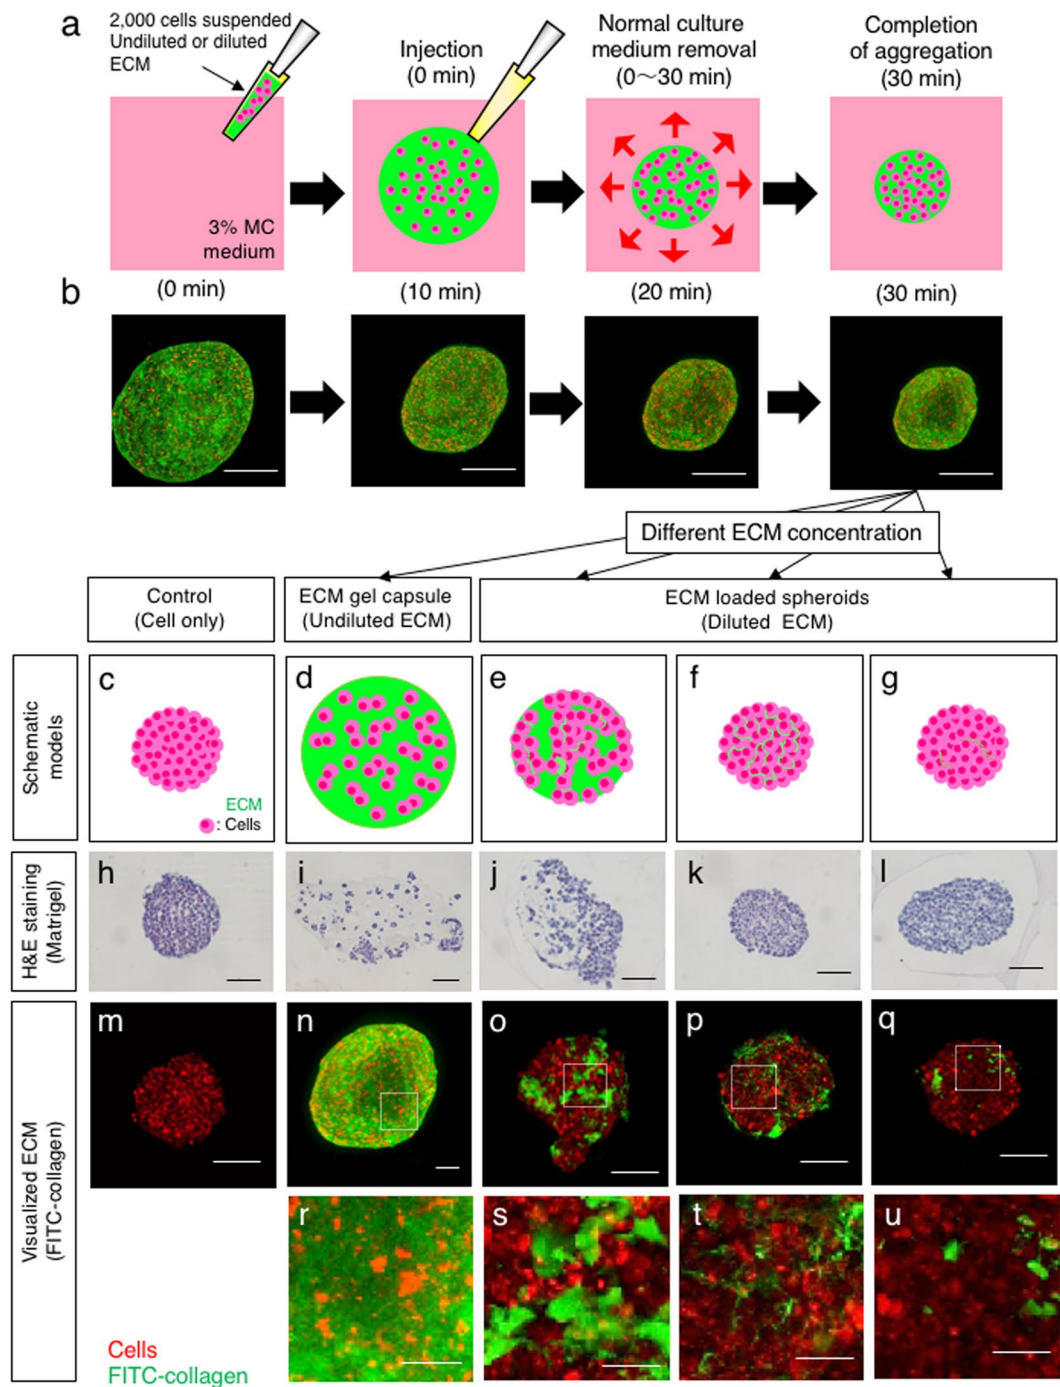 a
2,000 cells suspended
Undiluted or diluted
ECM
Injection
(0 min)
Normal culture
medium removal
(0～30 min)
Completion
of aggregation
(30 min)
3% MC
medium
b
(0 min)
(10 min)
(20 min)
(30 min)
Different ECM concentration
Control
(Cell only)
ECM gel capsule
(Undiluted ECM)
ECM loaded spheroids
(Diluted ECM)
Schematic
models
c
d
e
f
g
ECM
: Cells
H&E staining
(Matrigel)
h
i
j
k
l
Visualized ECM
(FITC-collagen)
m
n
o
p
q
r
s
t
u
Cells
FITC-collagen